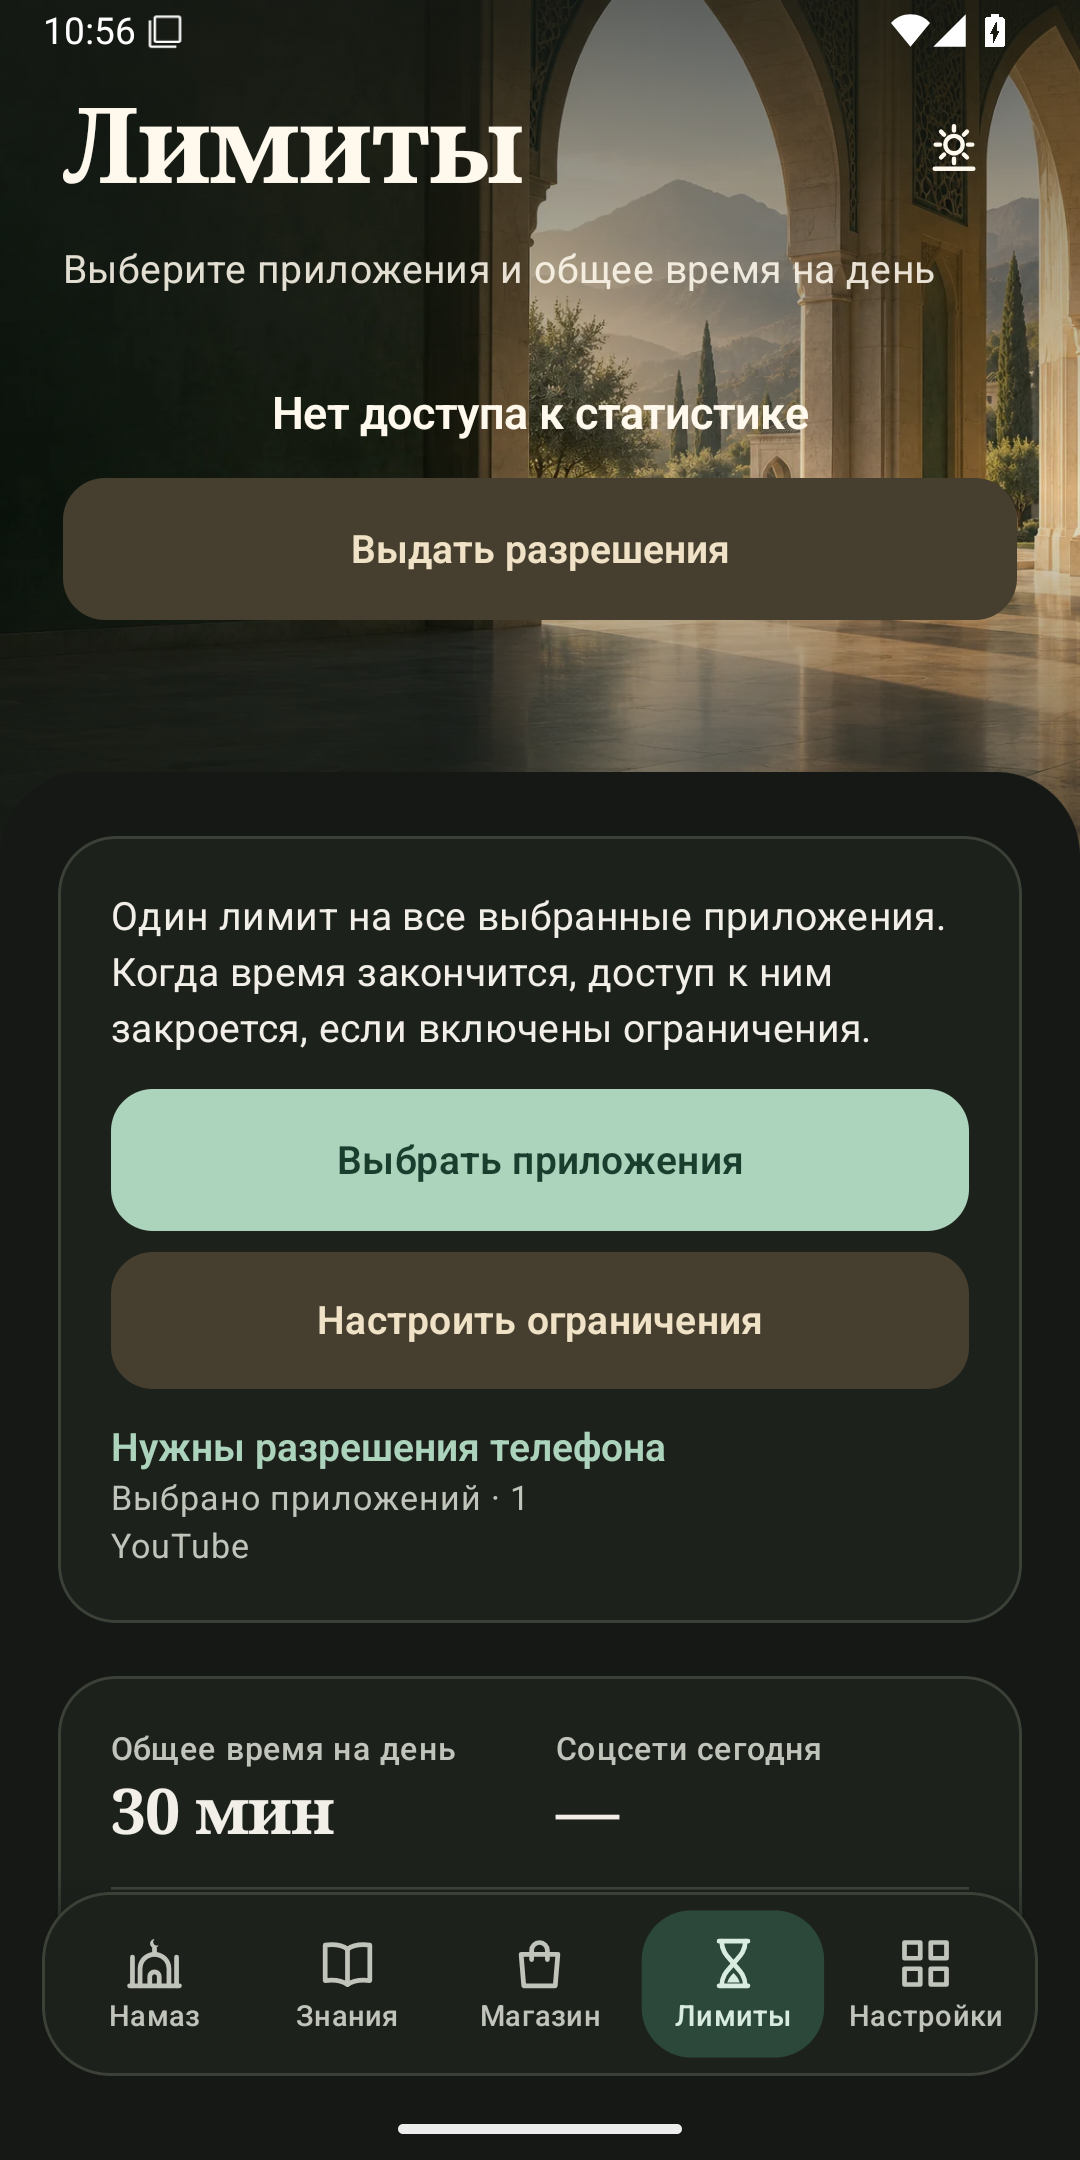 10:56
Лимиты
Выберите приложения и общее время на день
Нет доступа к статистике
Выдать разрешения
Один лимит на все выбранные приложения.
Когда время закончится, доступ к ним
закроется, если включены ограничения.
Выбрать приложения
Настроить ограничения
Нужны разрешения телефона
Выбрано приложений · 1
YouTube
Общее время на день
Соцсети сегодня
30 мин
—
Намаз
Знания
Магазин
Лимиты
Настройки